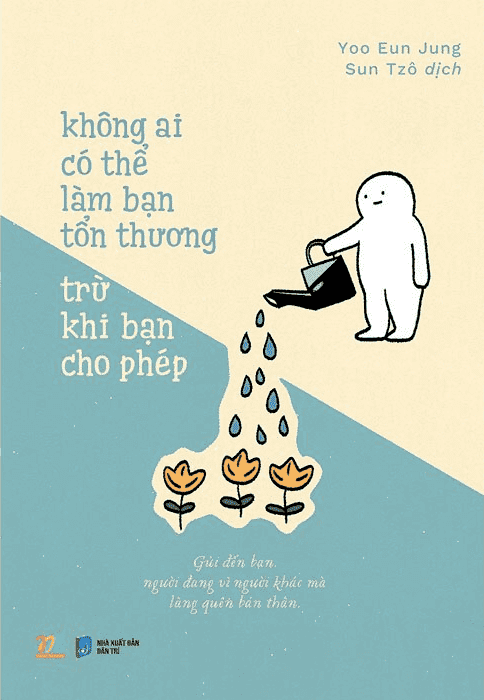 Yoo Eun Jung
Sun Tzô dịch
không ai
có thể
làm bạn
tổn thương
trừ
khi bạn
cho phép
Gửi đến bạn,
người đang vì người khác mà
lãng quên bản thân.
NHÀ XUẤT BẢN
DÂN TRÍ